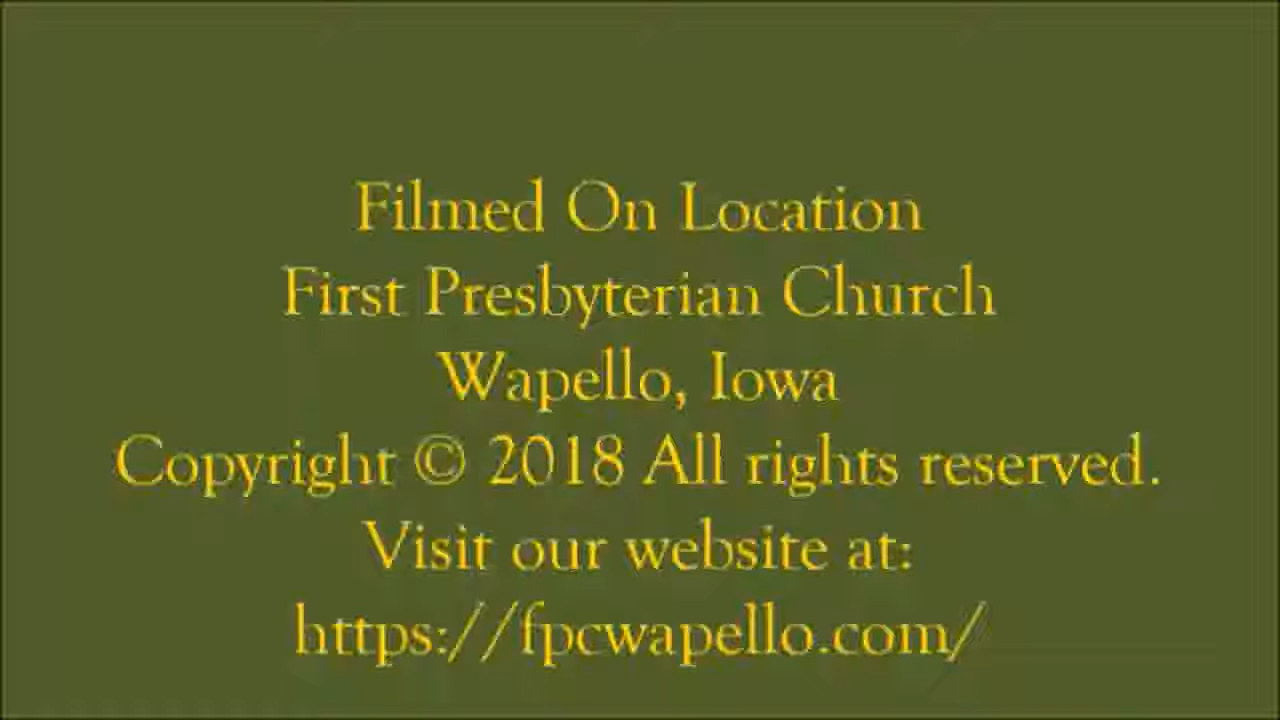 Filmed On Location
First Presbyterian Church
Wapello, Iowa
Copyright © 2018 All rights reserved.
Visit our website at:
https://fpcwapello.com/